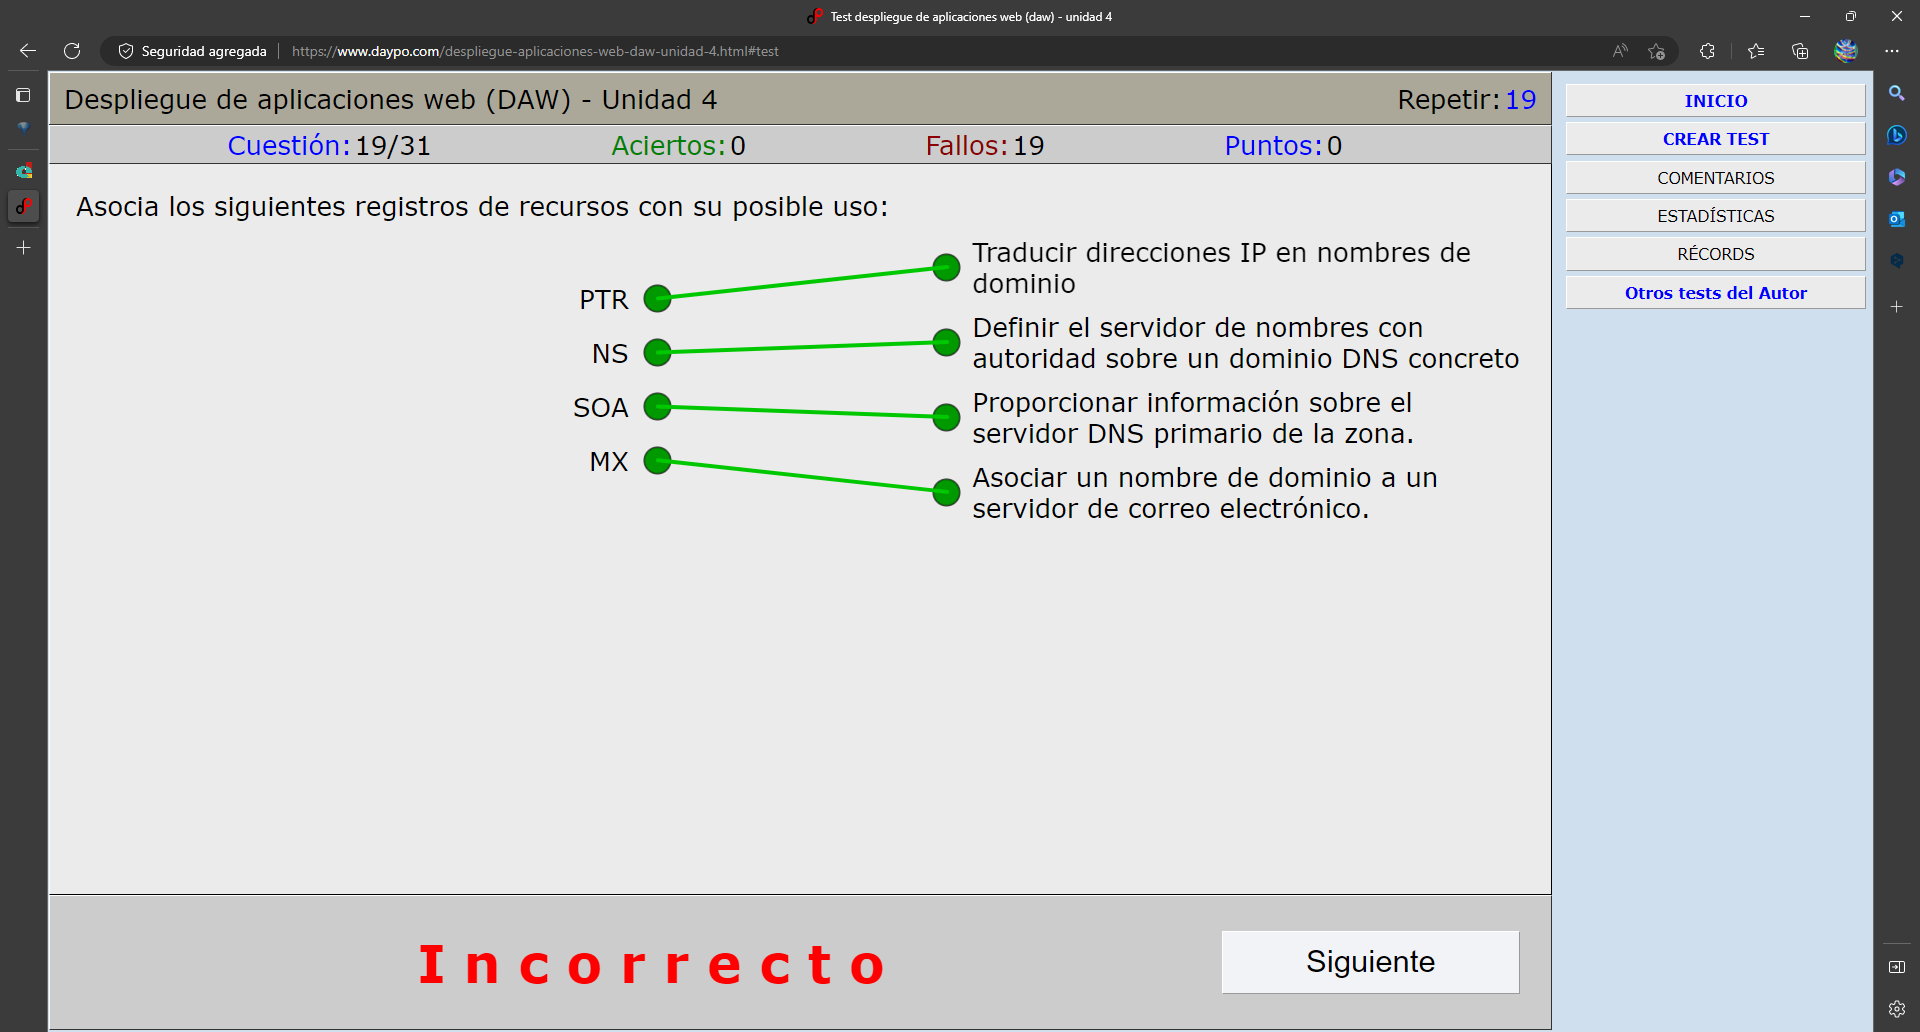 Test despliegue de aplicaciones web (daw) - unidad 4
Seguridad agregada
https://www.daypo.com/despliegue-aplicaciones-web-daw-unidad-4.html#test
Despliegue de aplicaciones web (DAW) - Unidad 4
Repetir: 19
Cuestión: 19/31
Aciertos: 0
Fallos: 19
Puntos: 0
Asocia los siguientes registros de recursos con su posible uso:
PTR
NS
SOA
MX
Traducir direcciones IP en nombres de
dominio
Definir el servidor de nombres con
autoridad sobre un dominio DNS concreto
Proporcionar información sobre el
servidor DNS primario de la zona.
Asociar un nombre de dominio a un
servidor de correo electrónico.
Incorrecto
Siguiente
INICIO
CREAR TEST
COMENTARIOS
ESTADÍSTICAS
RÉCORDS
Otros tests del Autor